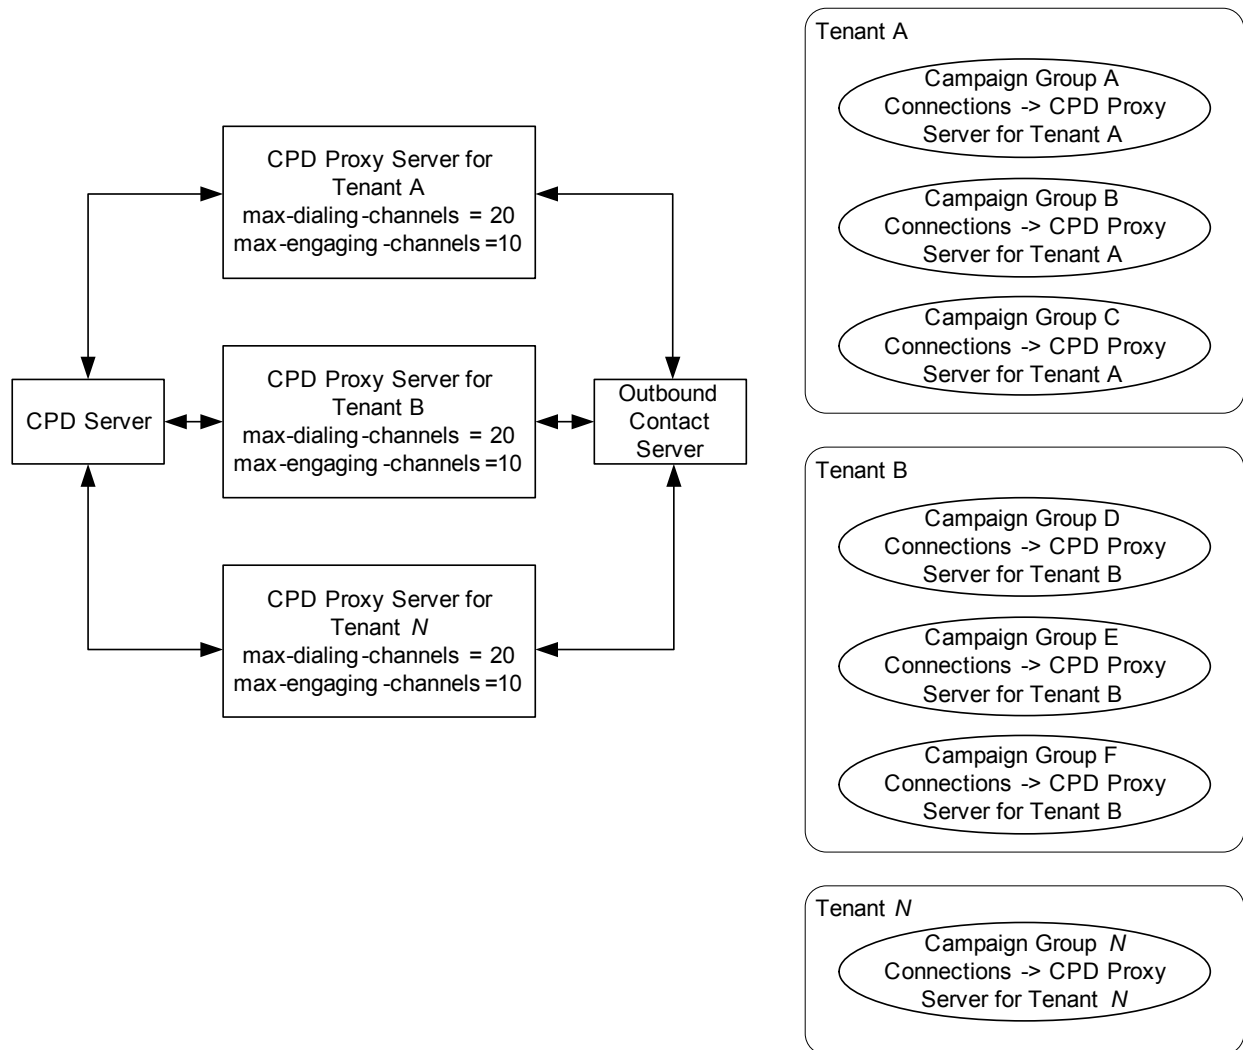 CPD Proxy Server for
Tenant A
max-dialing-channels = 20
max-engaging-channels=10
CPD Server
CPD Proxy Server for
Tenant B
max-dialing-channels = 20
max-engaging-channels=10
Outbound
Contact
Server
CPD Proxy Server for
Tenant N
max-dialing-channels = 20
max-engaging-channels=10
Tenant A
Campaign Group A
Connections -> CPD Proxy
Server for Tenant A
Campaign Group B
Connections -> CPD Proxy
Server for Tenant A
Campaign Group C
Connections -> CPD Proxy
Server for Tenant A
Tenant B
Campaign Group D
Connections -> CPD Proxy
Server for Tenant B
Campaign Group E
Connections -> CPD Proxy
Server for Tenant B
Campaign Group F
Connections -> CPD Proxy
Server for Tenant B
Tenant N
Campaign Group N
Connections -> CPD Proxy
Server for Tenant N